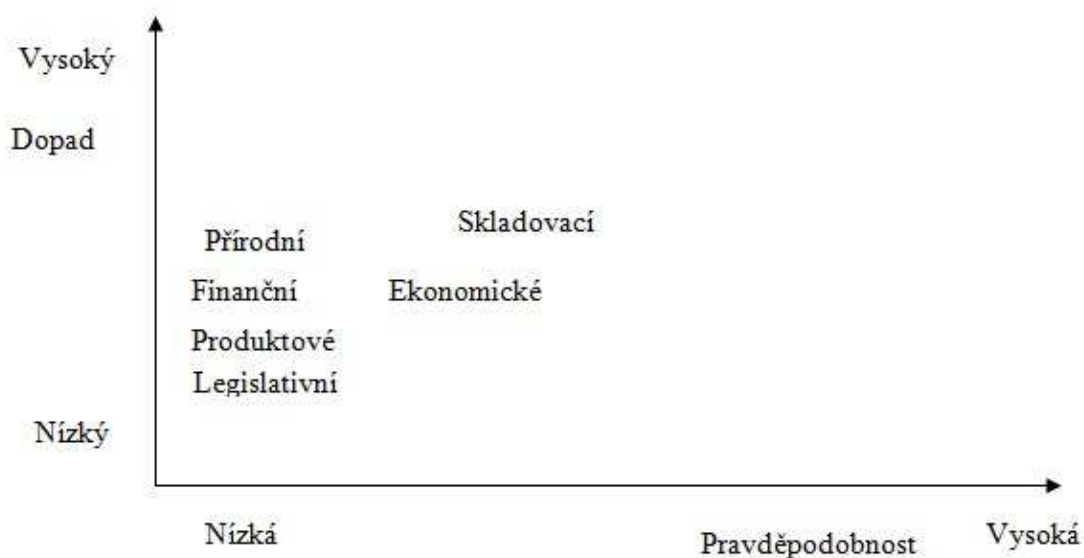 Vysoký
Dopad
Skladovací
Přírodní
Finanční Ekonomické
Produktové
Legislativní
Nízký
Nízká Pravděpodobnost Vysoká